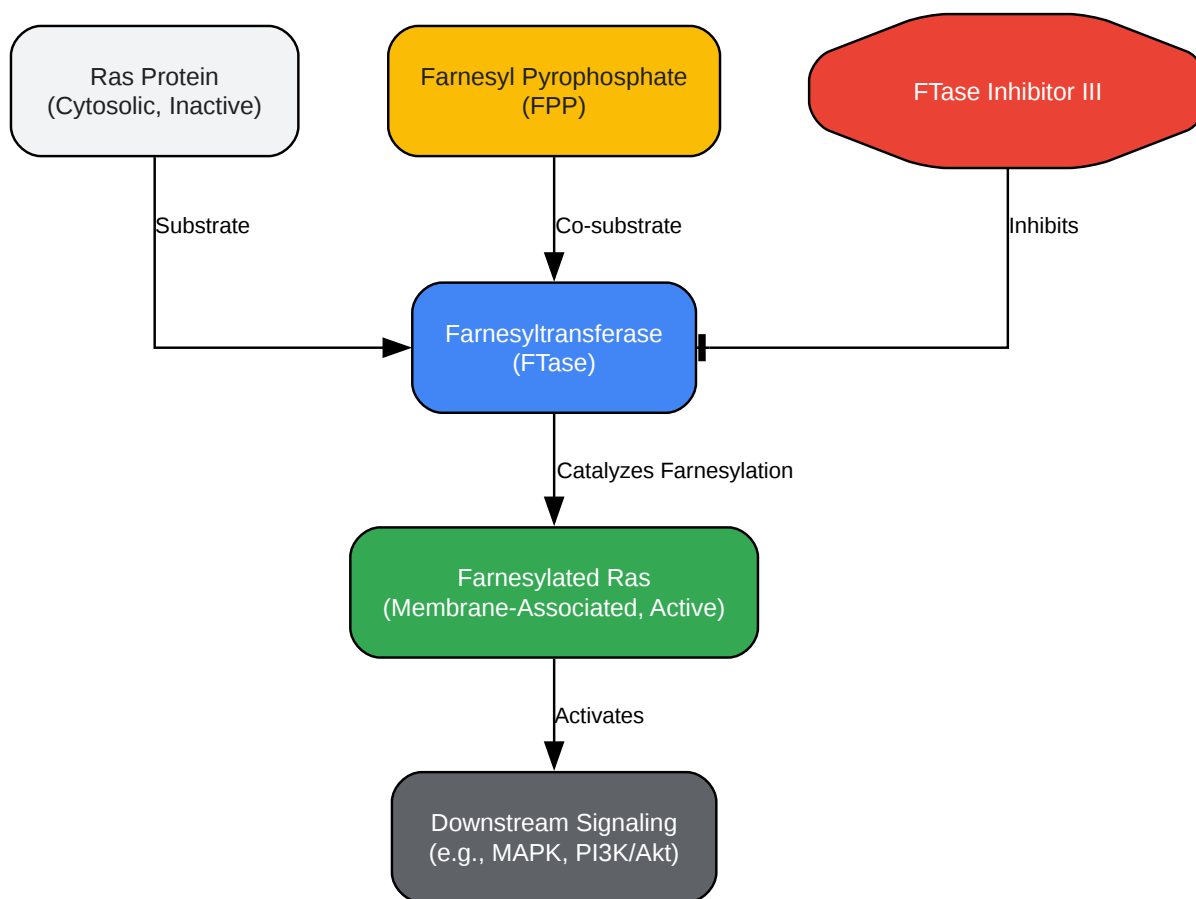 Ras Protein
(Cytosolic, Inactive)
Farnesyl Pyrophosphate
(FPP)
FTase Inhibitor III
Substrate
Co-substrate
Inhibits
Farnesyltransferase
(FTase)
Catalyzes Farnesylation
Farnesylated Ras
(Membrane-Associated, Active)
Activates
Downstream Signaling
(e.g., MAPK, PI3K/Akt)